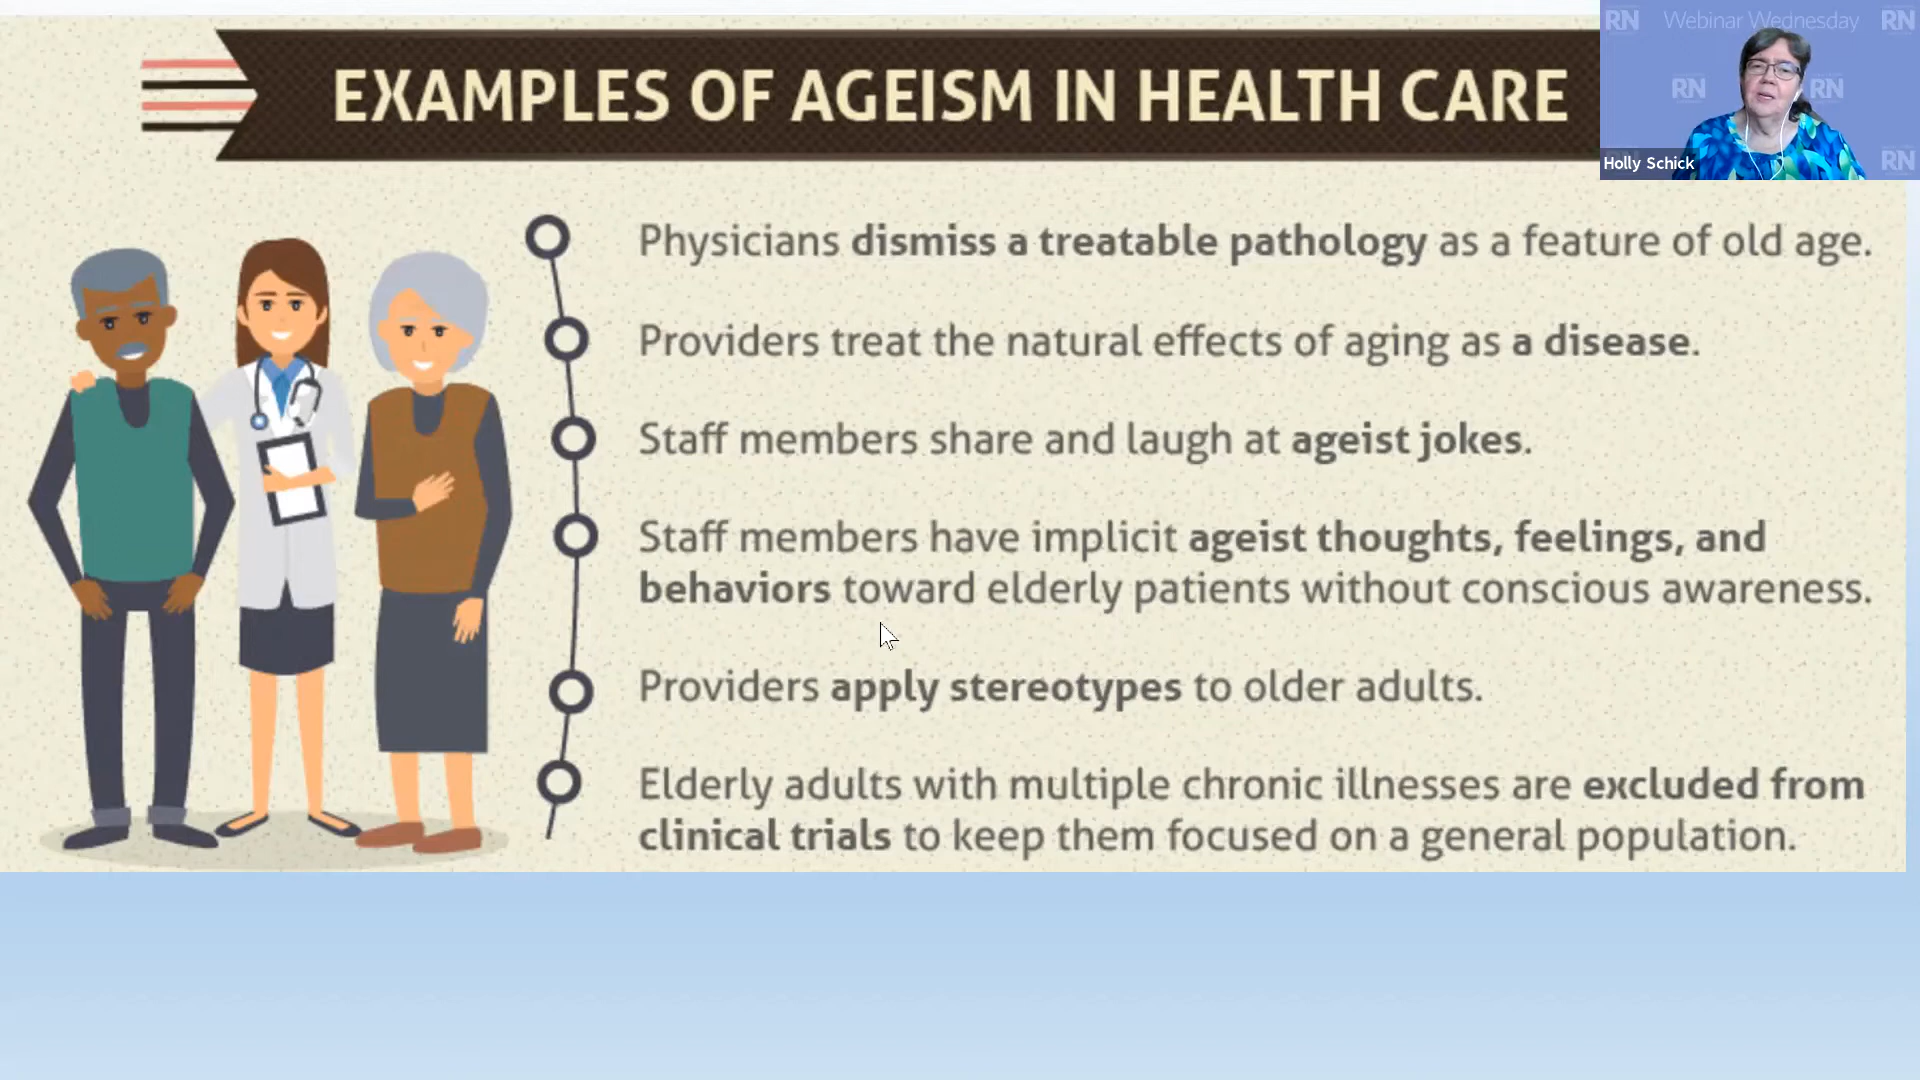 EXAMPLES OF AGEISM IN HEALTH CARE
RN Webinar Wednesday RN
RN RN
Holly Schick RN
Physicians dismiss a treatable pathology as a feature of old age.
Providers treat the natural effects of aging as a disease.
Staff members share and laugh at ageist jokes.
Staff members have implicit ageist thoughts, feelings, and
behaviors toward elderly patients without conscious awareness.
Providers apply stereotypes to older adults.
Elderly adults with multiple chronic illnesses are excluded from
clinical trials to keep them focused on a general population.